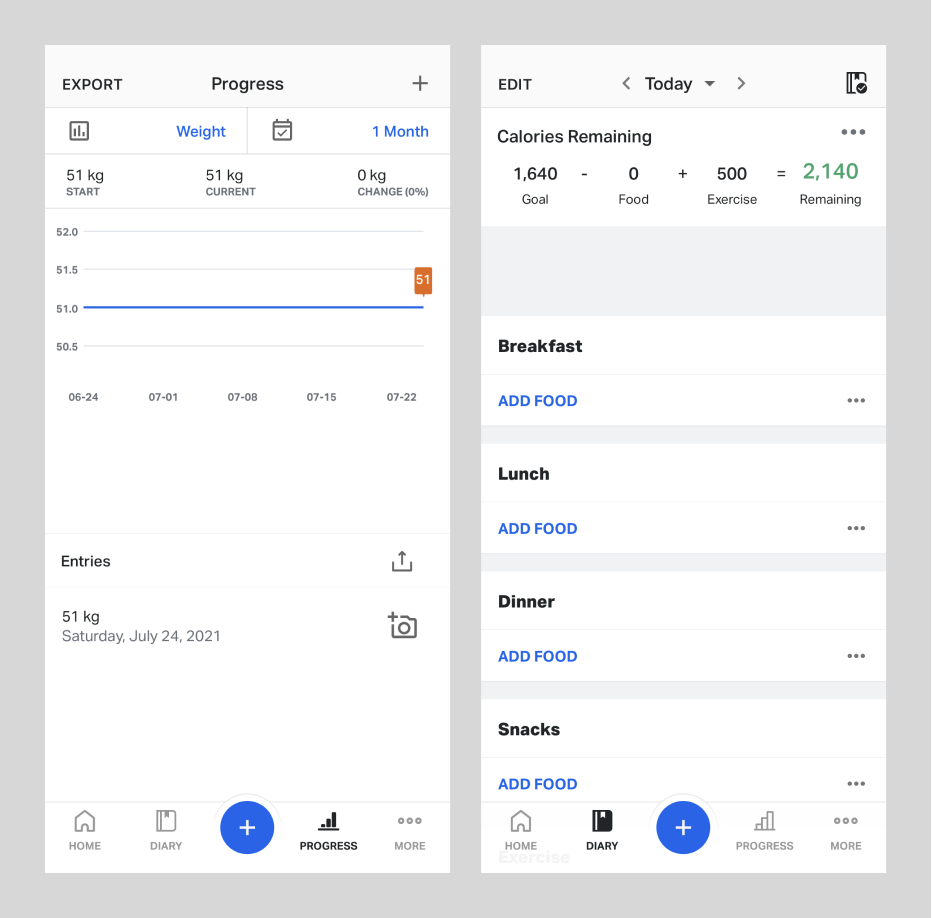 EXPORT Progress +
Weight 1 Month
51 kg 51 kg 0 kg
START CURRENT CHANGE (0%)
52.0
51.5
51
51.0
50.5
06-24 07-01 07-08 07-15 07-22
Entries
51 kg
Saturday, July 24, 2021
+
HOME DIARY PROGRESS MORE
EDIT Today
Calories Remaining
1,640 - 0 + 500 = 2,140
Goal Food Exercise Remaining
Breakfast
ADD FOOD
Lunch
ADD FOOD
Dinner
ADD FOOD
Snacks
ADD FOOD
+
HOME DIARY PROGRESS MORE
Exercise